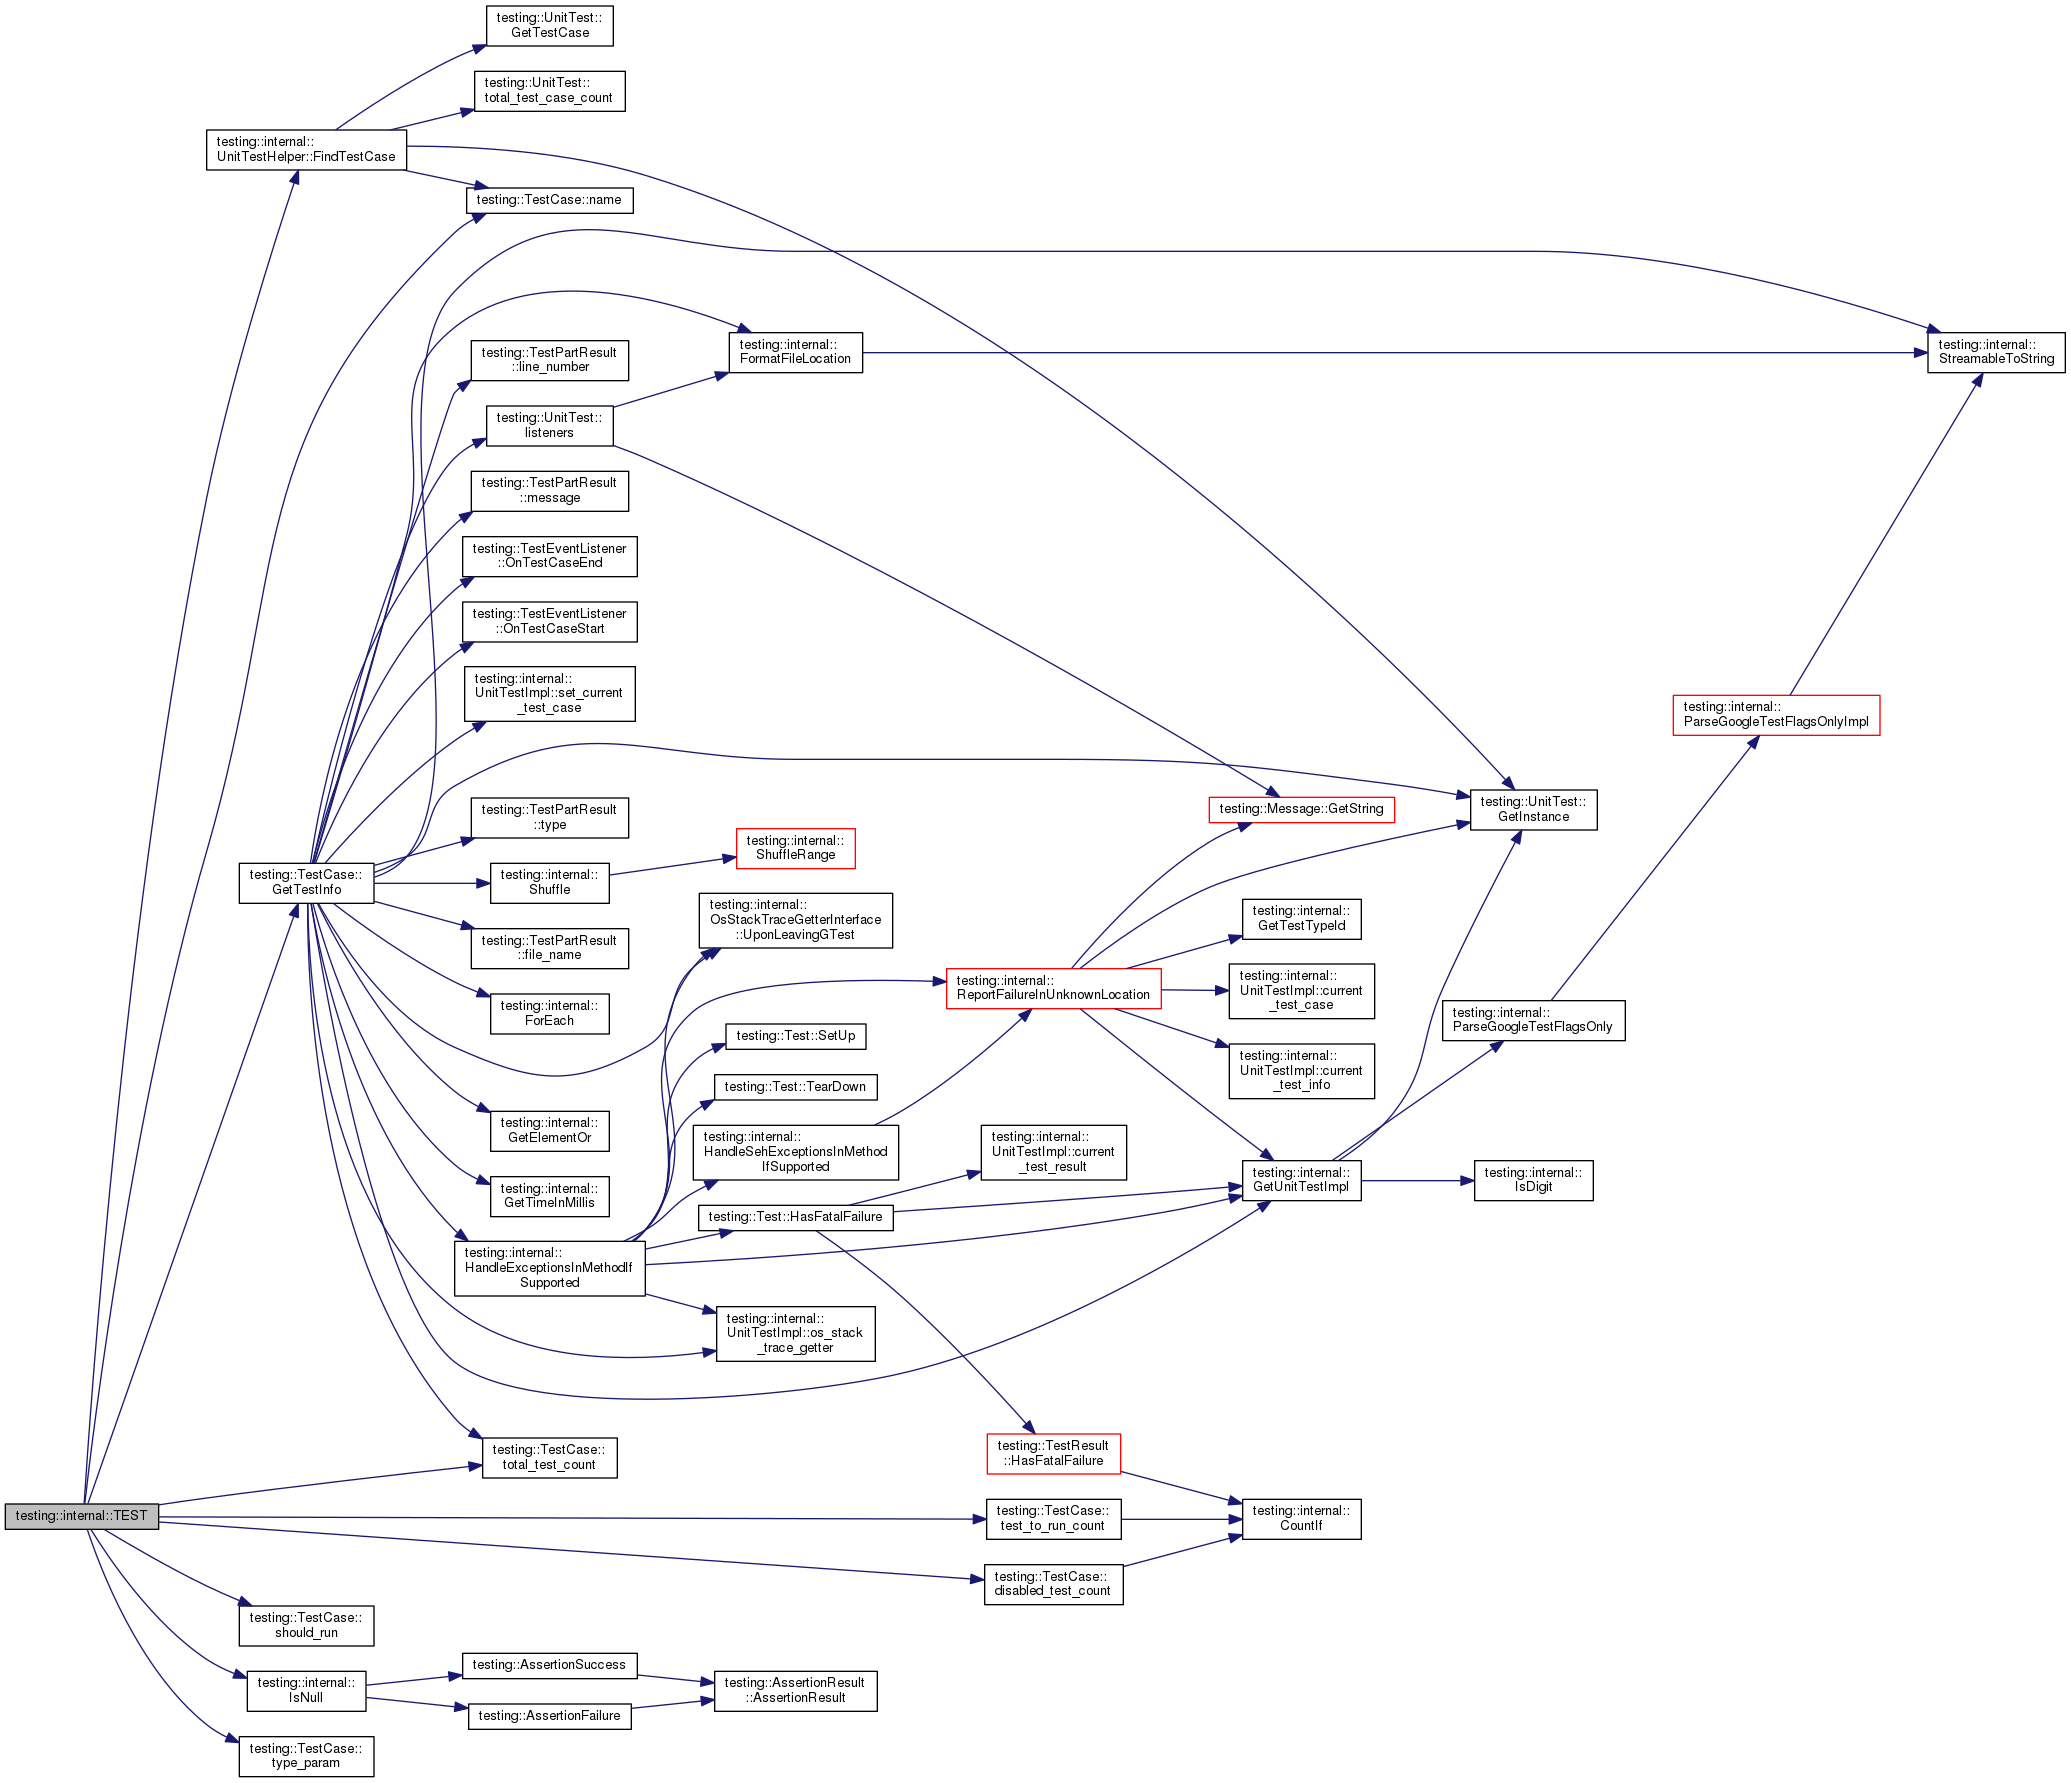 testing::UnitTest::
GetTestCase
testing::UnitTest::
total_test_case_count
testing::internal::
UnitTestHelper::FindTestCase
testing::TestCase::name
testing::internal::
FormatFileLocation
testing::internal::
StreamableToString
testing::TestPartResult
::line_number
testing::UnitTest::
listeners
testing::TestPartResult
::message
testing::TestEventListener
::OnTestCaseEnd
testing::TestEventListener
::OnTestCaseStart
testing::internal::
UnitTestImpl::set_current
_test_case
testing::internal::
ParseGoogleTestFlagsOnlyImpl
testing::TestPartResult
::type
testing::Message::GetString
testing::UnitTest::
GetInstance
testing::internal::
ShuffleRange
testing::TestCase::
GetTestInfo
testing::internal::
Shuffle
testing::internal::
OsStackTraceGetterInterface
::UponLeavingGTest
testing::internal::
GetTestTypeId
testing::TestPartResult
::file_name
testing::internal::
ReportFailureInUnknownLocation
testing::internal::
UnitTestImpl::current
_test_case
testing::internal::
ForEach
testing::internal::
ParseGoogleTestFlagsOnly
testing::Test::SetUp
testing::internal::
UnitTestImpl::current
_test_info
testing::Test::TearDown
testing::internal::
GetElementOr
testing::internal::
HandleSehExceptionsInMethod
IfSupported
testing::internal::
UnitTestImpl::current
_test_result
testing::internal::
GetUnitTestImpl
testing::internal::
IsDigit
testing::internal::
GetTimeInMillis
testing::Test::HasFatalFailure
testing::internal::
HandleExceptionsInMethodIf
Supported
testing::internal::
UnitTestImpl::os_stack
_trace_getter
testing::TestCase::
total_test_count
testing::TestResult
::HasFatalFailure
testing::internal::TEST
testing::TestCase::
test_to_run_count
testing::internal::
CountIf
testing::TestCase::
disabled_test_count
testing::TestCase::
should_run
testing::internal::
IsNull
testing::AssertionSuccess
testing::AssertionResult
::AssertionResult
testing::AssertionFailure
testing::TestCase::
type_param